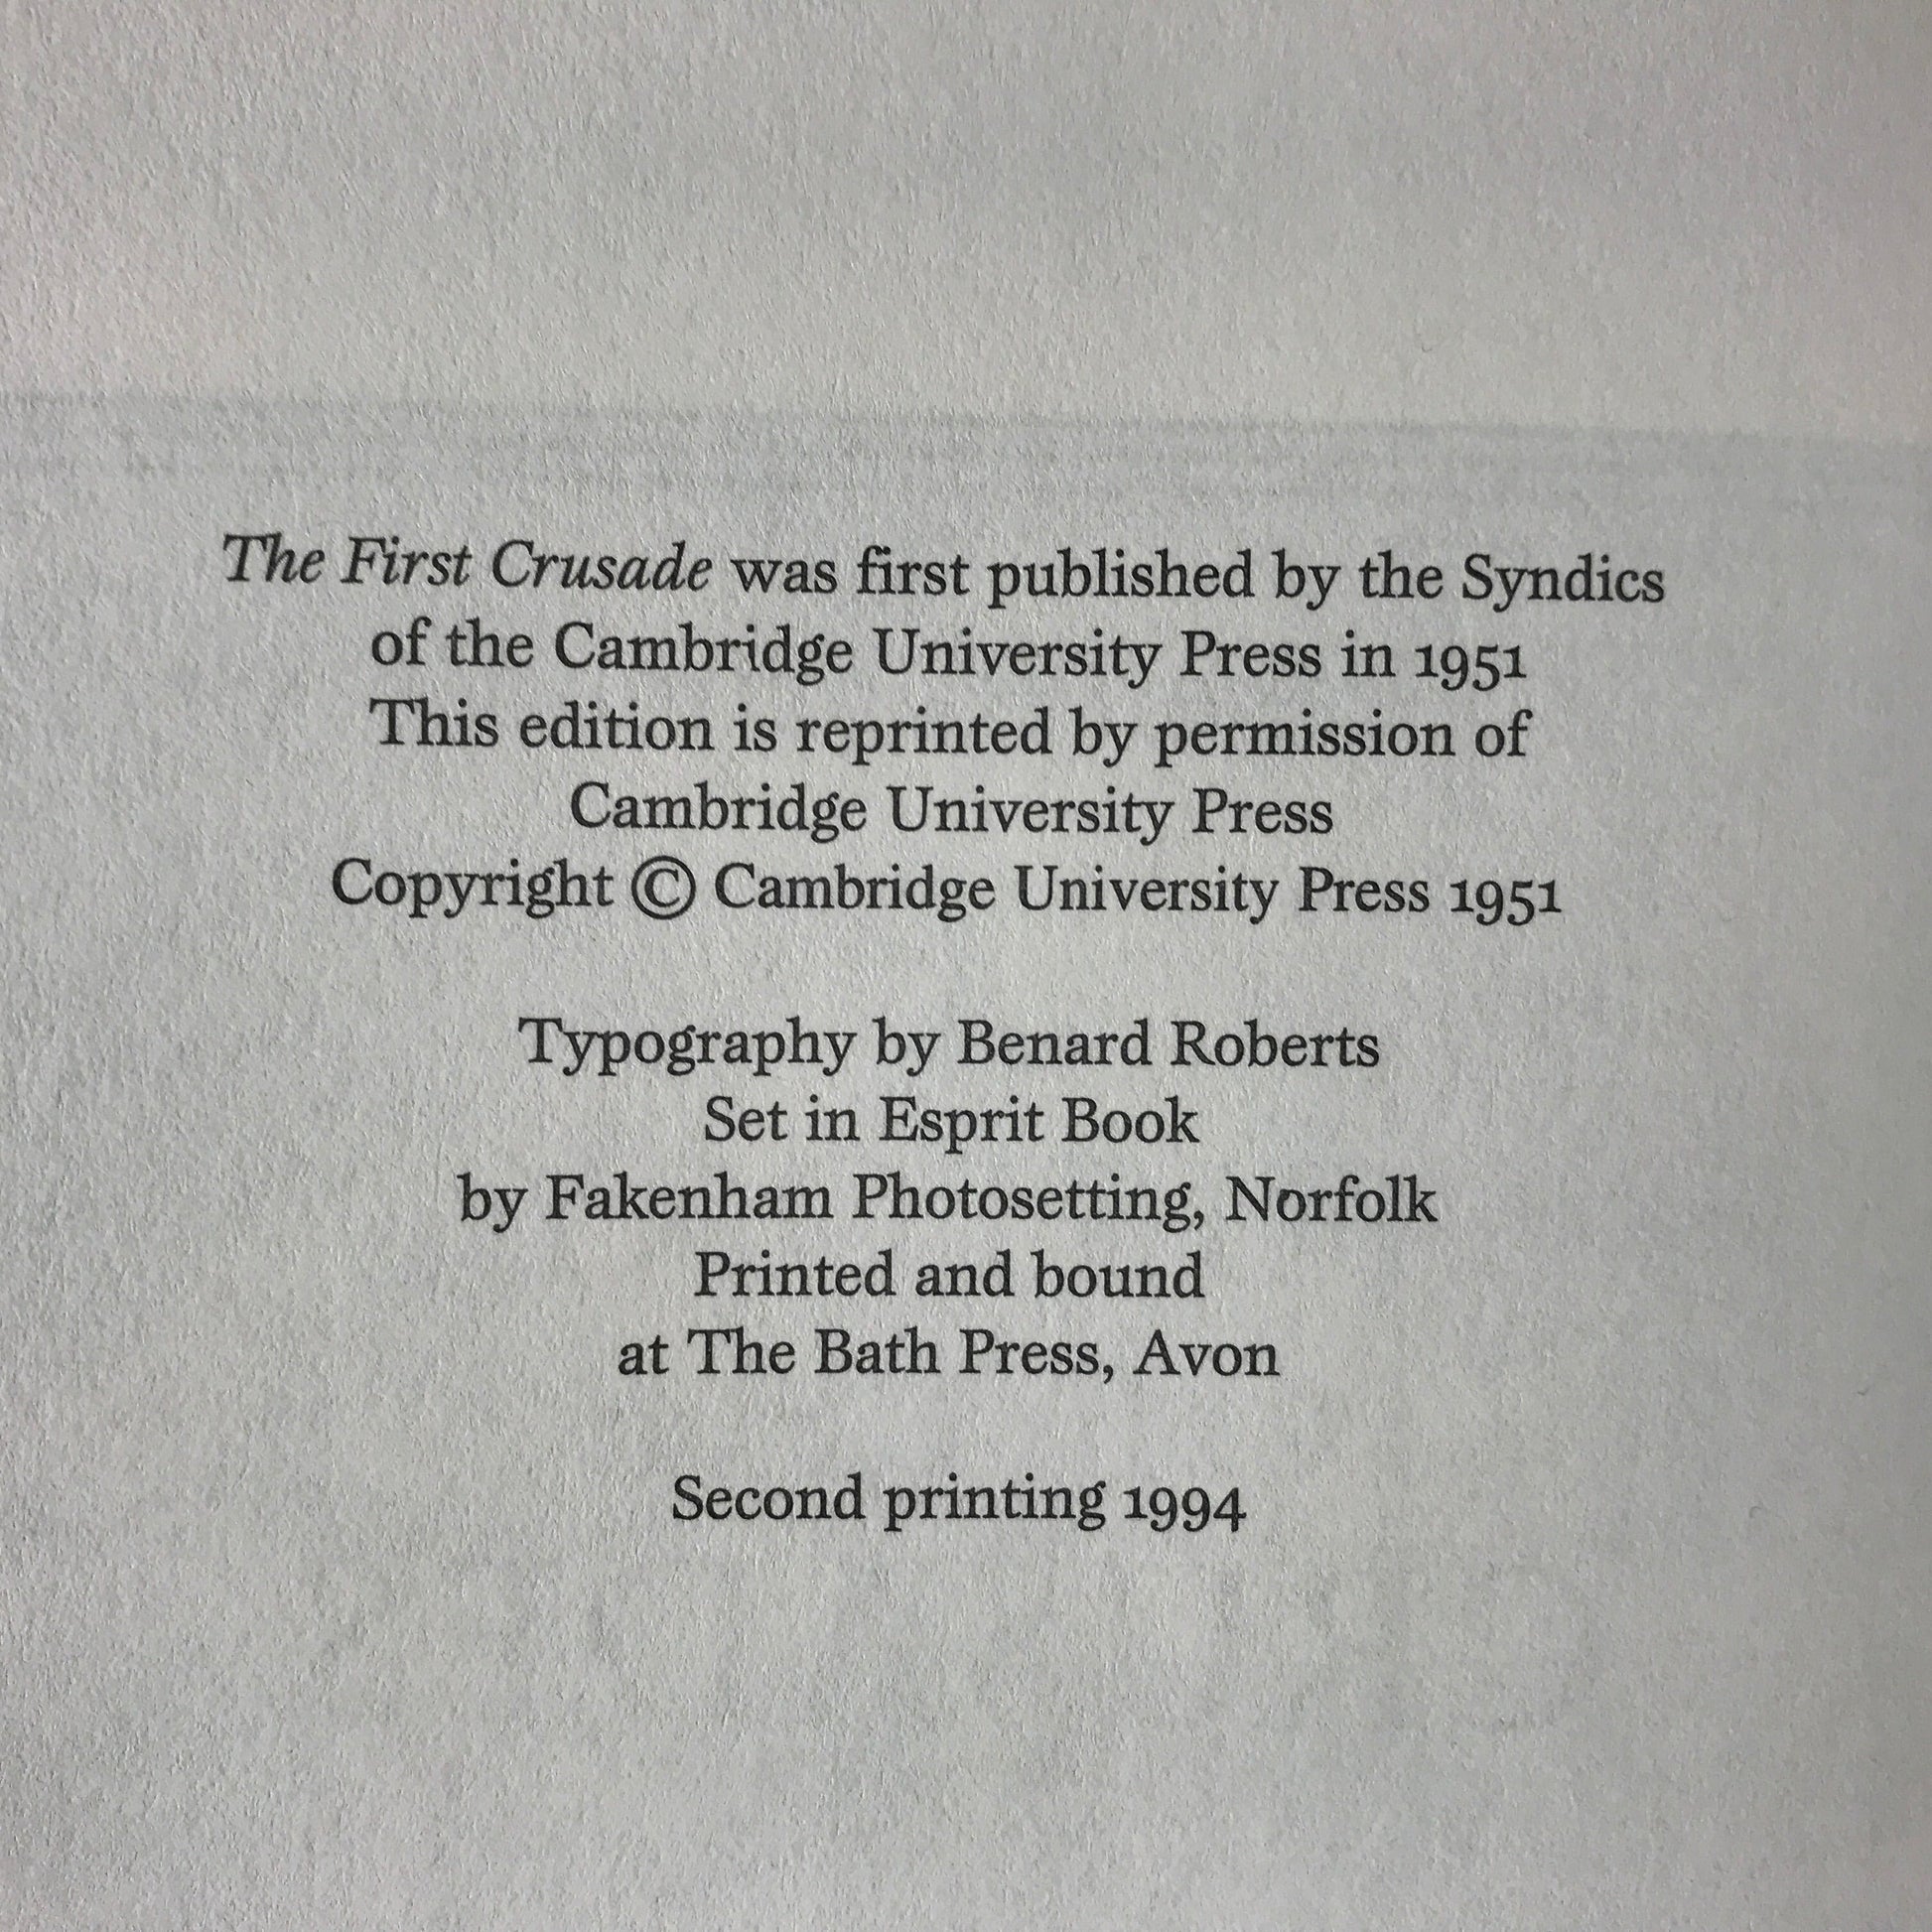 The First Crusade was first published by the Syndics
of the Cambridge University Press in 1951
This edition is reprinted by permission of
Cambridge University Press
Copyright © Cambridge University Press 1951
Typography by Benard Roberts
Set in Esprit Book
by Fakenham Photosetting, Norfolk
Printed and bound
at The Bath Press, Avon
Second printing 1994